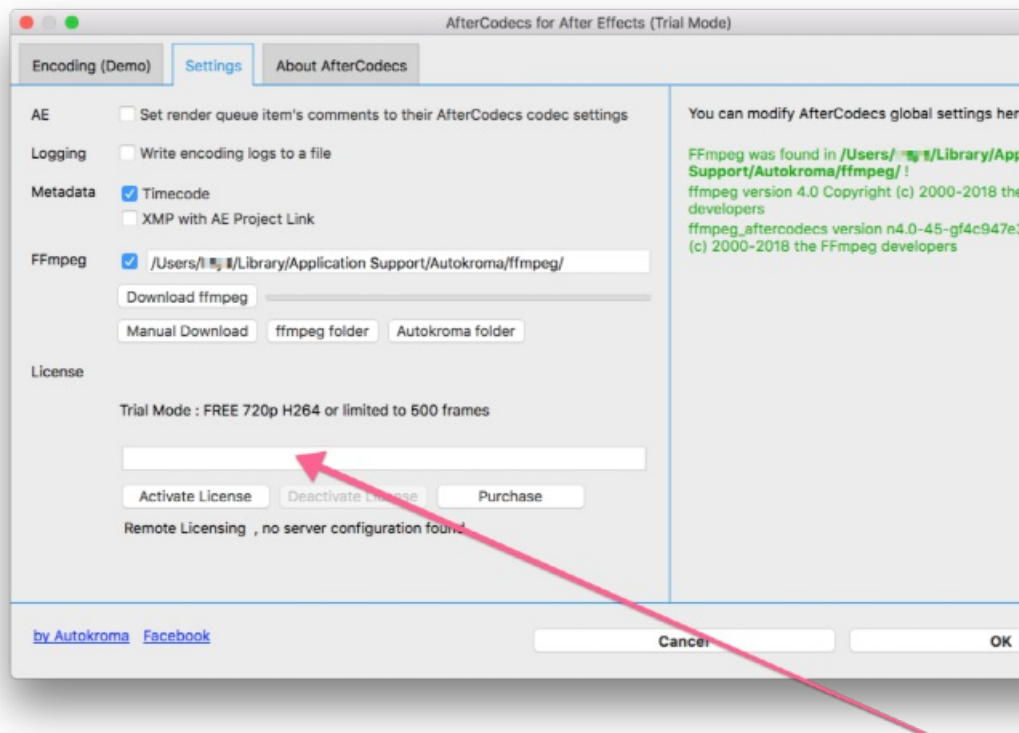 AfterCodecs for After Effects (Trial Mode)
Encoding (Demo) Settings About AfterCodecs
AE Set render queue item's comments to their AfterCodecs codec settings
Logging Write encoding logs to a file
Metadata Timecode
XMP with AE Project Link
FFmpeg /Users/ /Library/Application Support/Autokroma/ffmpeg/
Download ffmpeg
Manual Download ffmpeg folder Autokroma folder
License
Trial Mode : FREE 720p H264 or limited to 500 frames
Activate License Deactivate License Purchase
Remote Licensing , no server configuration found
You can modify AfterCodecs global settings her
FFmpeg was found in /Users/ /Library/App
Support/Autokroma/ffmpeg/ !
ffmpeg version 4.0 Copyright (c) 2000-2018 the
developers
ffmpeg_aftercodecs version n4.0-45-gf4c947e3
(c) 2000-2018 the FFmpeg developers
by Autokroma Facebook
Cancel OK